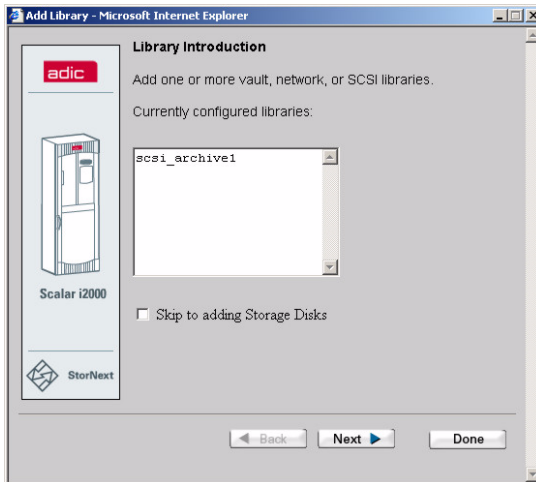 Add Library - Microsoft Internet Explorer
adic
Scalar i2000
StorNext
Library Introduction
Add one or more vault, network, or SCSI libraries.
Currently configured libraries:
scsi_archive1
Skip to adding Storage Disks
Back
Next
Done